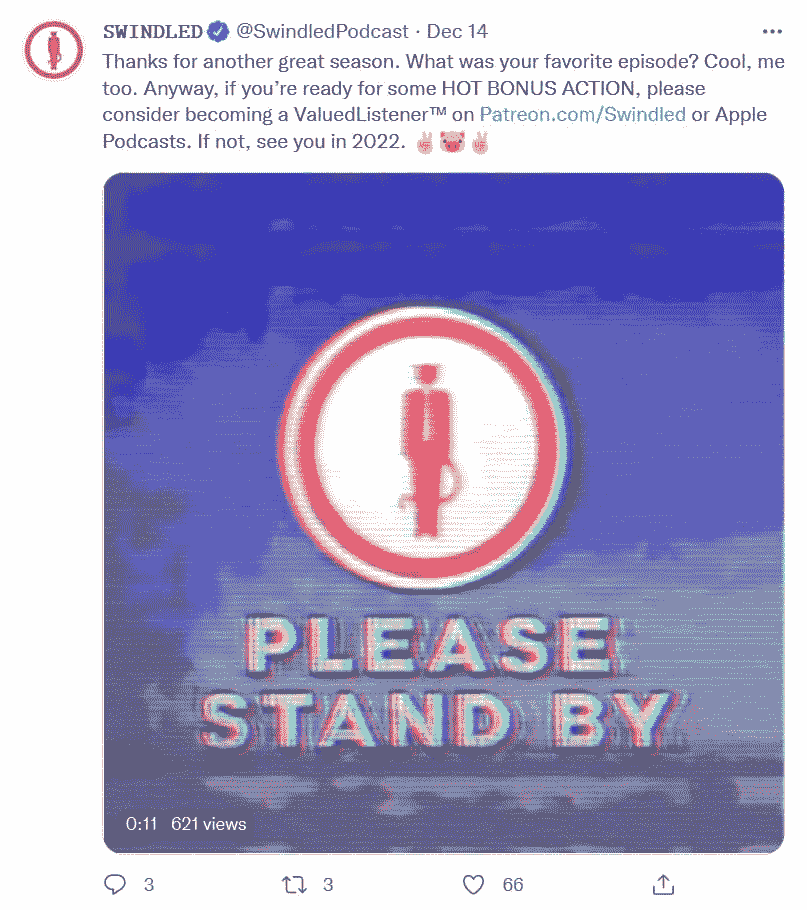 SWINDLED @SwindledPodcast · Dec 14
Thanks for another great season. What was your favorite episode? Cool, me
too. Anyway, if you’re ready for some HOT BONUS ACTION, please
consider becoming a ValuedListener™ on Patreon.com/Swindled or Apple
Podcasts. If not, see you in 2022. ✌🐷✌
PLEASE
STAND BY
0:11 621 views
3 3 66